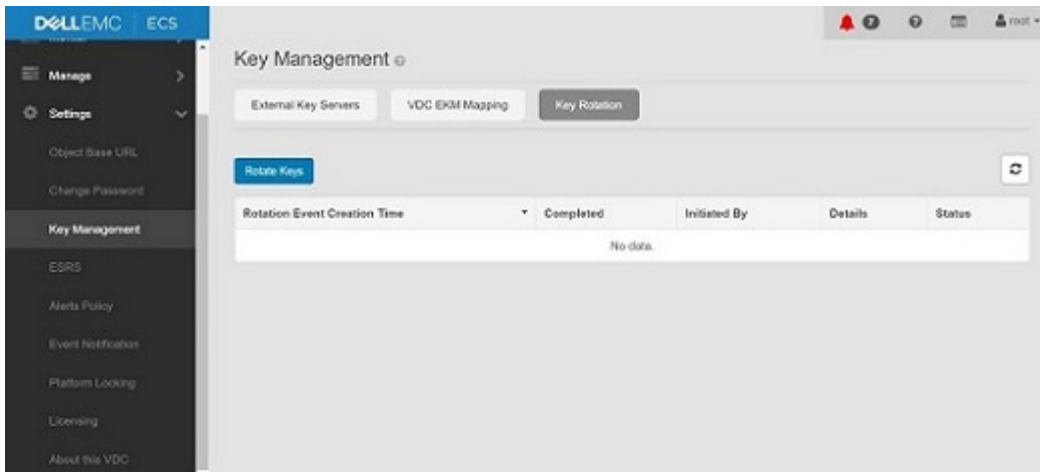 DELLEMC ECS
7 root
Key Management
Manage
External Key Servers VDC EKM Mapping Key Rotation
Settings
Object Base URL
Rotate Keys
Change Password
Rotation Event Creation Time Completed Initiated By Details Status
Key Management
No data.
ESRS
Alerts Policy
Event Notification
Platform Locking
Licensing
About this VDC